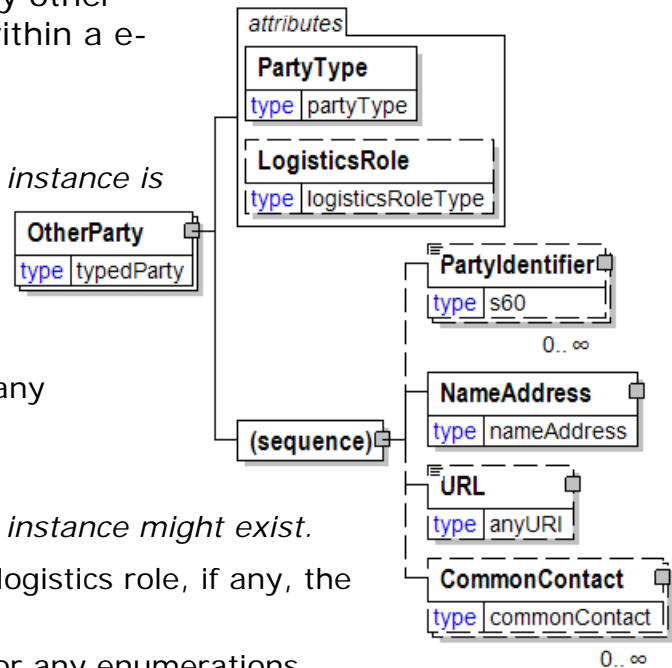 y other
within a e-
instance is
any
instance might exist.
logistics role, if any, the
or any enumerations
attributes
PartyType
type partyType
LogisticsRole
type logisticsRoleType
OtherParty
type typedParty
(sequence)
PartyIdentifier
type s60
0.. ∞
NameAddress
type nameAddress
URL
type anyURI
CommonContact
type commonContact
0.. ∞